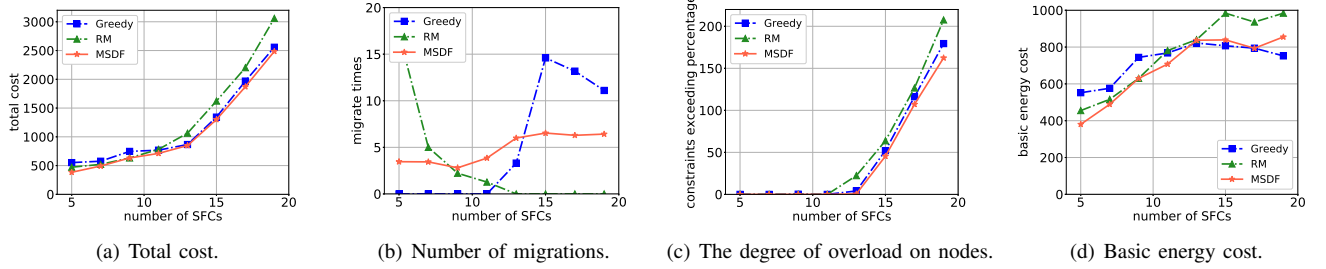 total cost
3000
2500
2000
1500
1000
500
0
5
10
15
20
number of SFCs
Greedy
RM
MSDF
(a) Total cost.
migrate times
20
15
10
5
0
5
10
15
20
number of SFCs
Greedy
RM
MSDF
(b) Number of migrations.
constraints exceeding percentage
200
150
100
50
0
5
10
15
20
number of SFCs
Greedy
RM
MSDF
(c) The degree of overload on nodes.
basic energy cost
1000
800
600
400
200
0
5
10
15
20
number of SFCs
Greedy
RM
MSDF
(d) Basic energy cost.